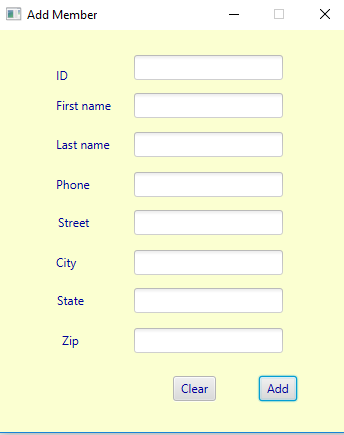 Add Member
ID
First name
Last name
Phone
Street
City
State
Zip
Clear Add